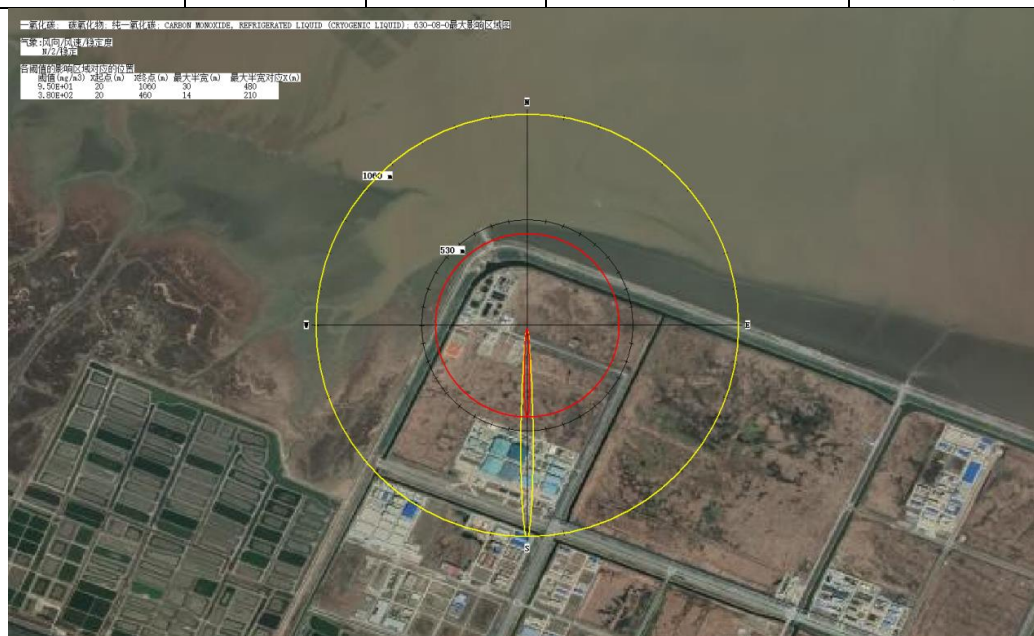 一氧化碳; 碳氧化物; 纯一氧化碳; CARBON MONOXIDE, REFRIGERATED LIQUID (CRYOGENIC LIQUID); 630-08-0最大影响区域图
气象:风向/风速/稳定度
N/2/稳定
各阈值的影响区域对应的位置
阈值(mg/m3) X起点(m) X终点(m) 最大半宽(m) 最大半宽对应X(m)
9.50E+01 20 1060 30 480
3.80E+02 20 460 14 210
N
1060 m
530 m
W
E
S